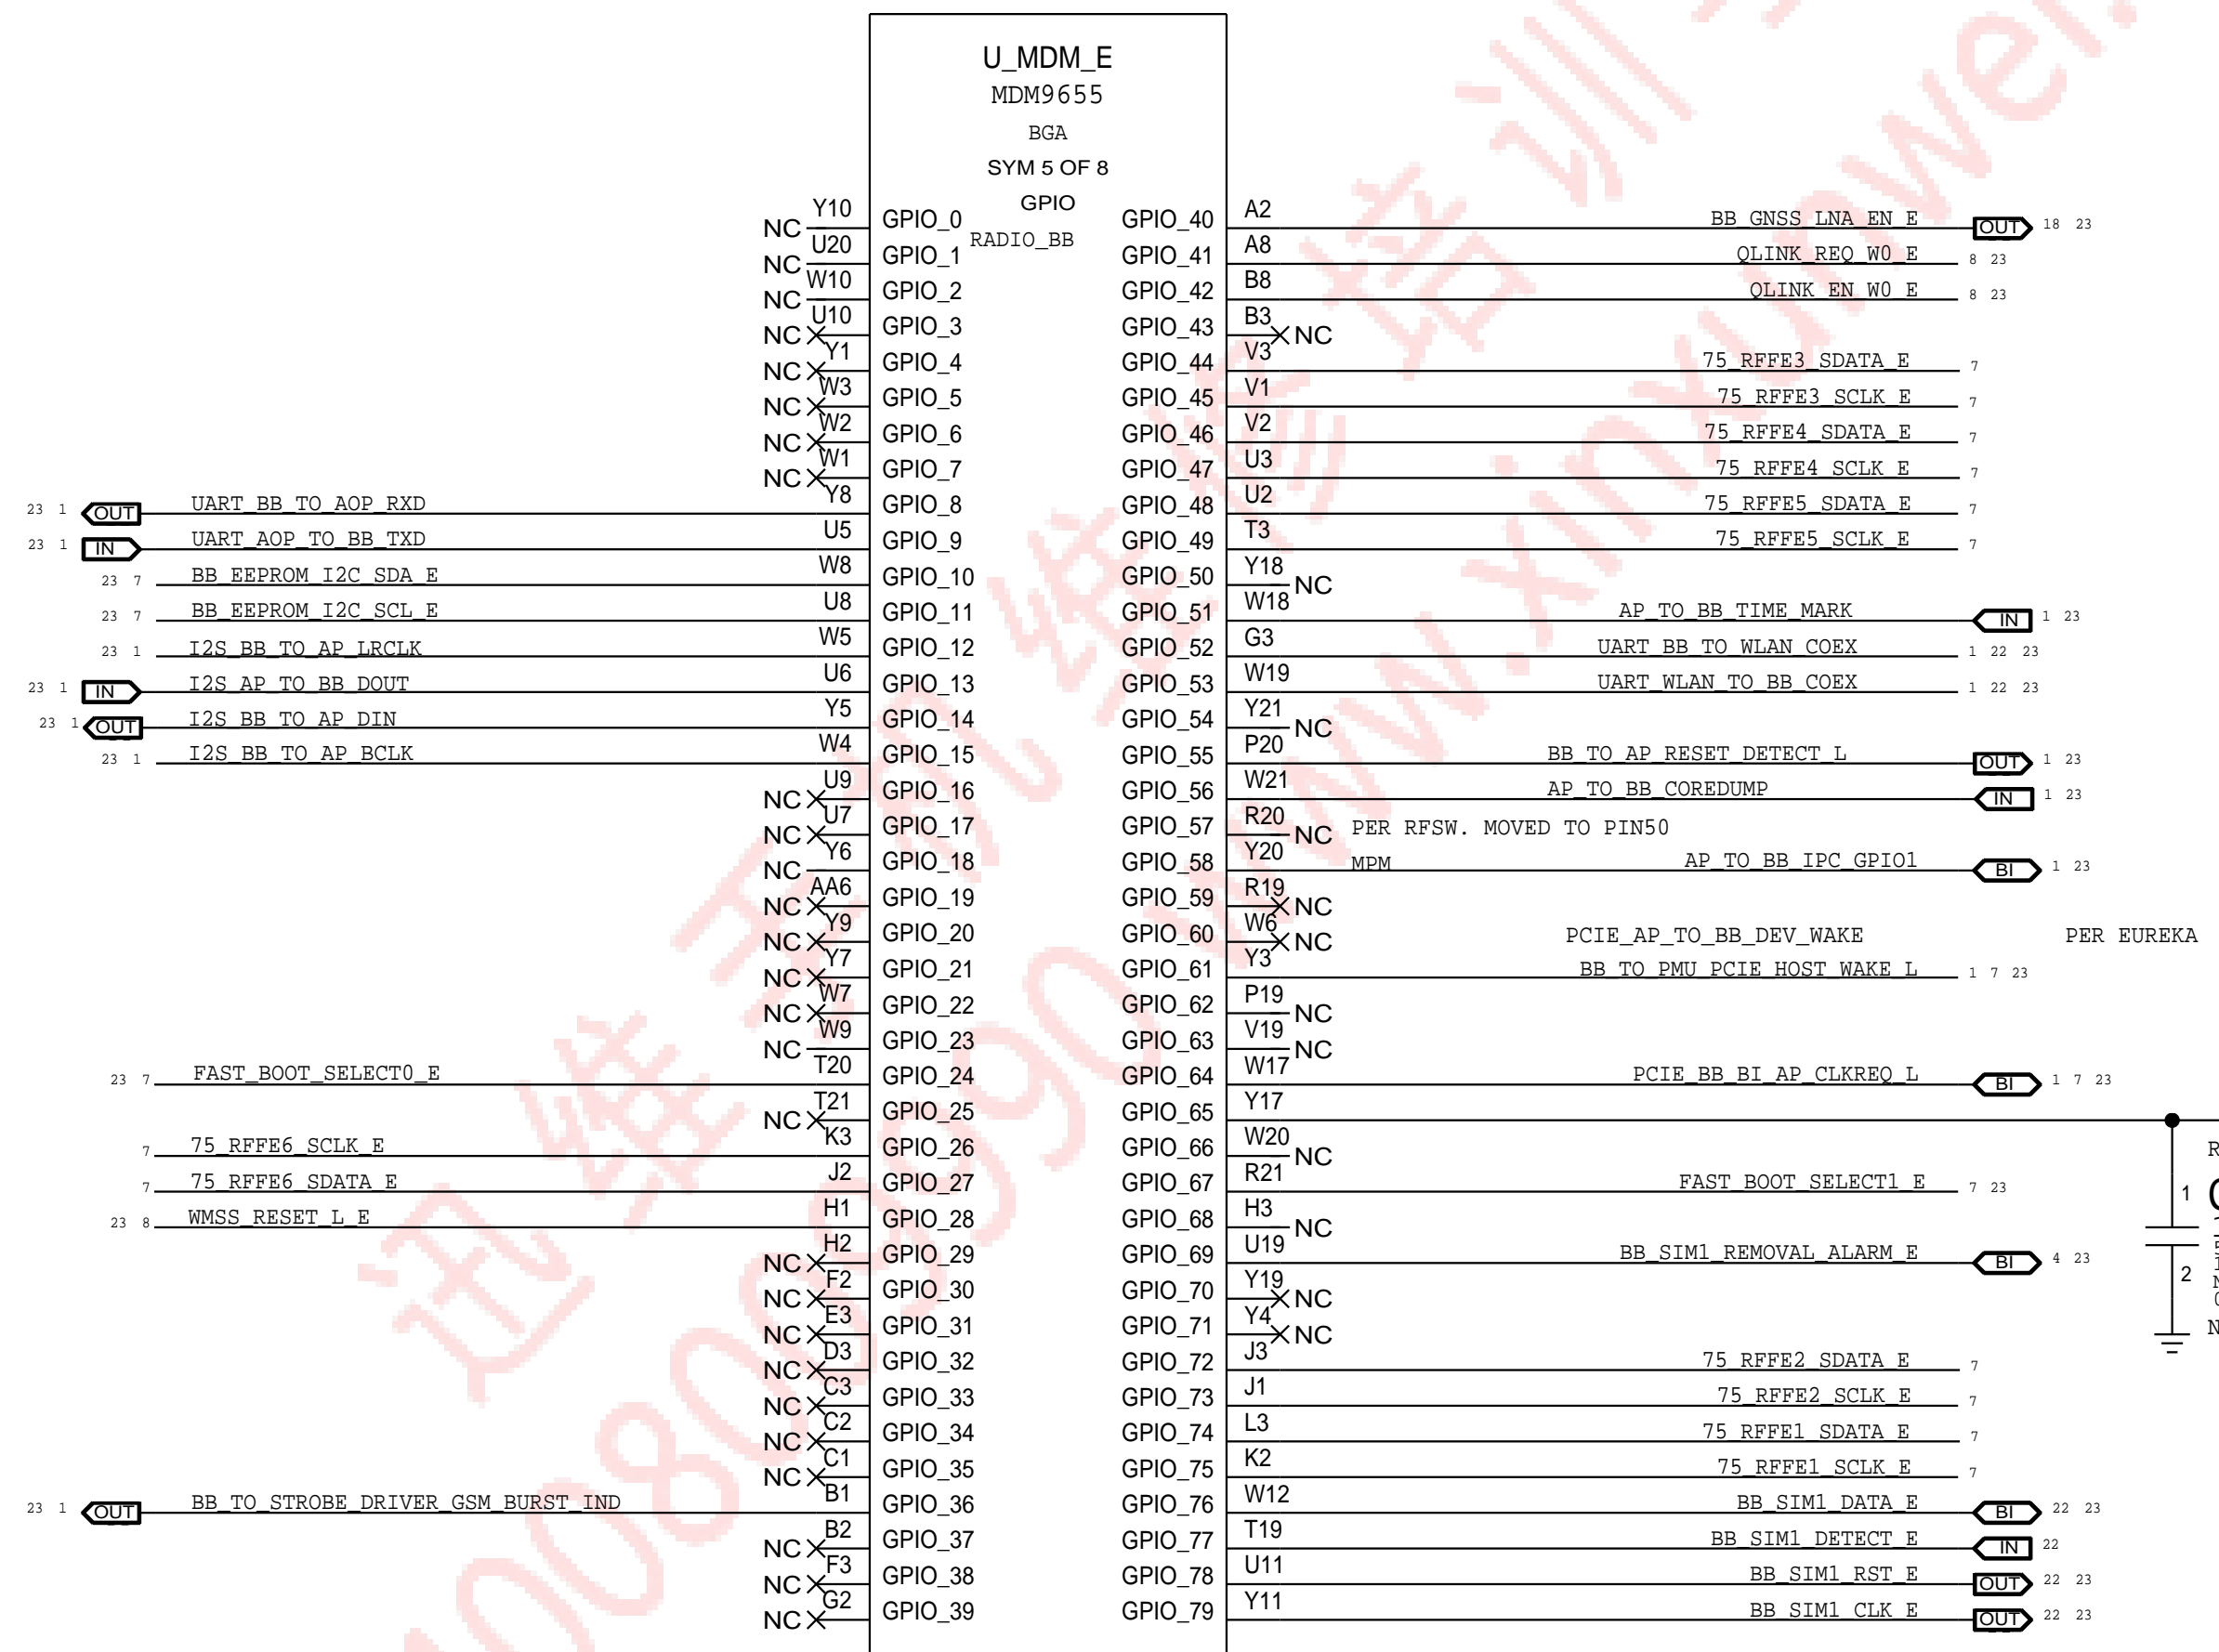 U_MDM_E
MDM9655
BGA
SYM 5 OF 8
GPIO
RADIO_BB
NC Y10 GPIO_0
NC U20 GPIO_1
NC W10 GPIO_2
NC U10 GPIO_3
NC Y1 GPIO_4
NC W3 GPIO_5
NC W2 GPIO_6
NC W1 GPIO_7
23 1 OUT UART_BB_TO_AOP_RXD Y8 GPIO_8
23 1 IN UART_AOP_TO_BB_TXD U5 GPIO_9
23 7 BB_EEPROM_I2C_SDA_E W8 GPIO_10
23 7 BB_EEPROM_I2C_SCL_E U8 GPIO_11
23 1 I2S_BB_TO_AP_LRCLK W5 GPIO_12
23 1 IN I2S_AP_TO_BB_DOUT U6 GPIO_13
23 1 OUT I2S_BB_TO_AP_DIN Y5 GPIO_14
23 1 I2S_BB_TO_AP_BCLK W4 GPIO_15
NC U9 GPIO_16
NC U7 GPIO_17
NC Y6 GPIO_18
NC AA6 GPIO_19
NC Y9 GPIO_20
NC Y7 GPIO_21
NC W7 GPIO_22
NC W9 GPIO_23
23 7 FAST_BOOT_SELECT0_E T20 GPIO_24
NC T21 GPIO_25
7 75_RFFE6_SCLK_E K3 GPIO_26
7 75_RFFE6_SDATA_E J2 GPIO_27
23 8 WMSS_RESET_L_E H1 GPIO_28
NC H2 GPIO_29
NC F2 GPIO_30
NC E3 GPIO_31
NC D3 GPIO_32
NC C3 GPIO_33
NC C2 GPIO_34
NC C1 GPIO_35
23 1 OUT BB_TO_STROBE_DRIVER_GSM_BURST_IND B1 GPIO_36
NC B2 GPIO_37
NC F3 GPIO_38
NC G2 GPIO_39
GPIO_40 A2 BB_GNSS_LNA_EN_E OUT 18 23
GPIO_41 A8 QLINK_REQ_W0_E 8 23
GPIO_42 B8 QLINK_EN_W0_E 8 23
GPIO_43 B3 NC
GPIO_44 V3 75_RFFE3_SDATA_E 7
GPIO_45 V1 75_RFFE3_SCLK_E 7
GPIO_46 V2 75_RFFE4_SDATA_E 7
GPIO_47 U3 75_RFFE4_SCLK_E 7
GPIO_48 U2 75_RFFE5_SDATA_E 7
GPIO_49 T3 75_RFFE5_SCLK_E 7
GPIO_50 Y18 NC
GPIO_51 W18 AP_TO_BB_TIME_MARK IN 1 23
GPIO_52 G3 UART_BB_TO_WLAN_COEX 1 22 23
GPIO_53 W19 UART_WLAN_TO_BB_COEX 1 22 23
GPIO_54 Y21 NC
GPIO_55 P20 BB_TO_AP_RESET_DETECT_L OUT 1 23
GPIO_56 W21 AP_TO_BB_COREDUMP IN 1 23
GPIO_57 R20 NC PER RFSW. MOVED TO PIN50
GPIO_58 Y20 MPM AP_TO_BB_IPC_GPIO1 BI 1 23
GPIO_59 R19 NC
GPIO_60 W6 NC PCIE_AP_TO_BB_DEV_WAKE PER EUREKA
GPIO_61 Y3 BB_TO_PMU_PCIE_HOST_WAKE_L 1 7 23
GPIO_62 P19 NC
GPIO_63 V19 NC
GPIO_64 W17 PCIE_BB_BI_AP_CLKREQ_L BI 1 7 23
GPIO_65 Y17
GPIO_66 W20 NC
GPIO_67 R21 FAST_BOOT_SELECT1_E 7 23
GPIO_68 H3 NC
GPIO_69 U19 BB_SIM1_REMOVAL_ALARM_E BI 4 23
GPIO_70 Y19 NC
GPIO_71 Y4 NC
GPIO_72 J3 75_RFFE2_SDATA_E 7
GPIO_73 J1 75_RFFE2_SCLK_E 7
GPIO_74 L3 75_RFFE1_SDATA_E 7
GPIO_75 K2 75_RFFE1_SCLK_E 7
GPIO_76 W12 BB_SIM1_DATA_E BI 22 23
GPIO_77 T19 BB_SIM1_DETECT_E IN 22
GPIO_78 U11 BB_SIM1_RST_E OUT 22 23
GPIO_79 Y11 BB_SIM1_CLK_E OUT 22 23
1
2
迅维手机维修培训
www.xinxunwei.